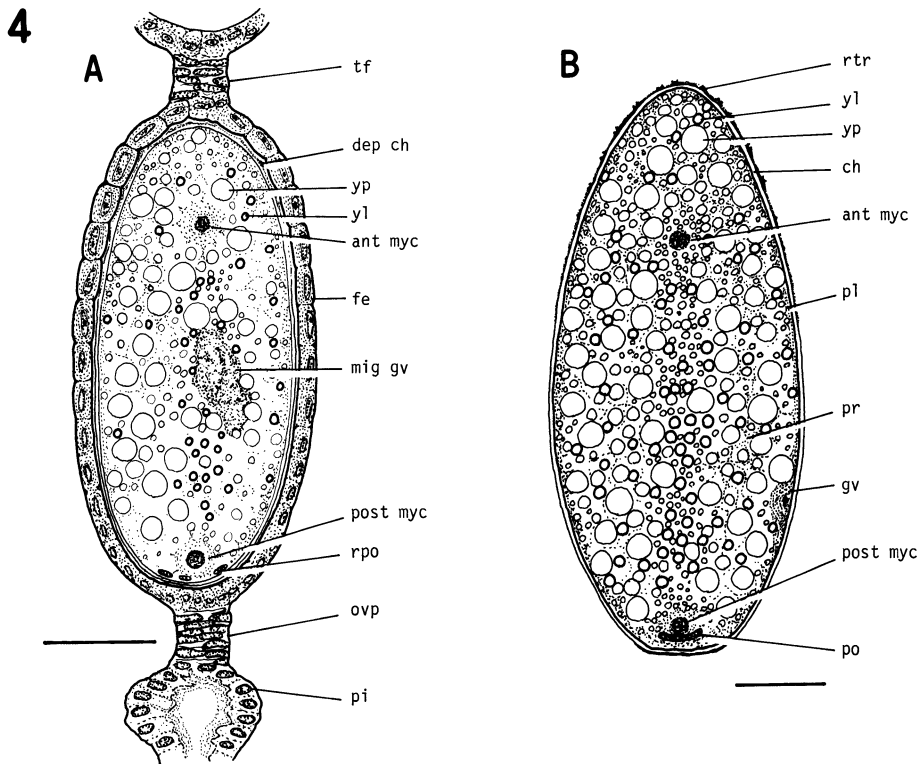 4
A
tf
dep ch
yp
yl
ant myc
fe
mig gv
post myc
rpo
ovp
pi
B
rtr
yl
yp
ch
ant myc
pl
pr
gv
post myc
po